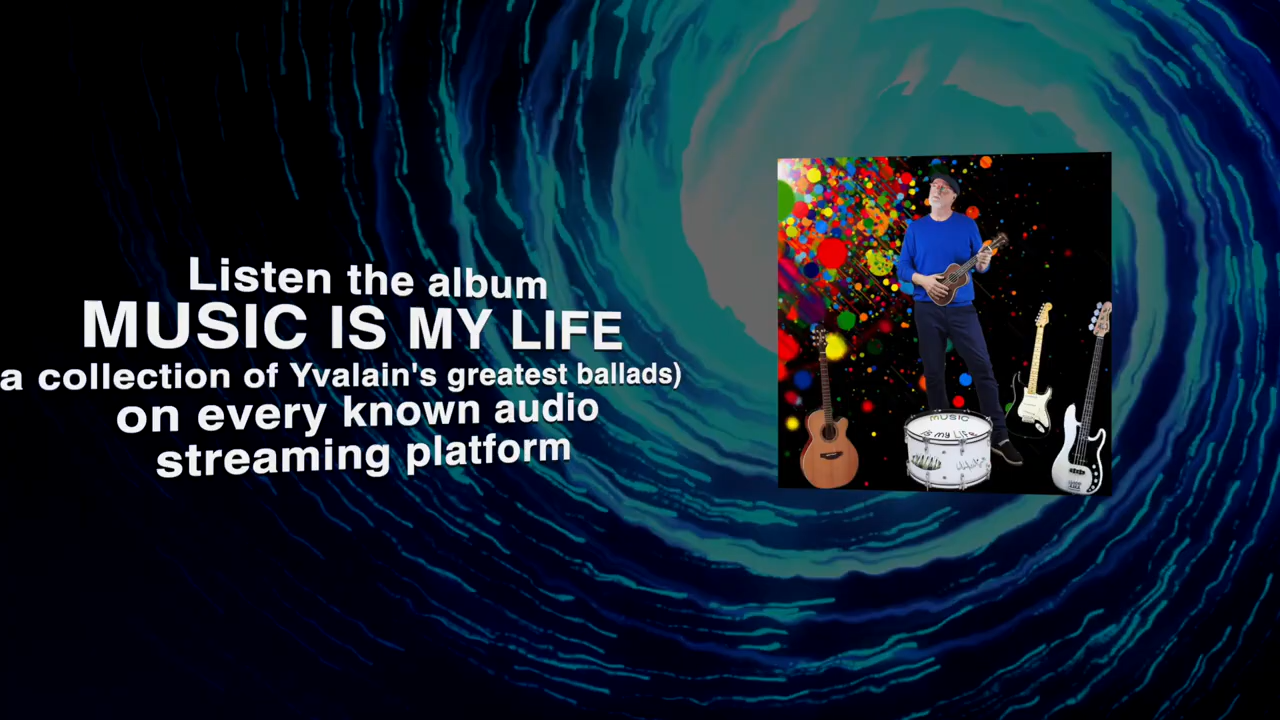 Listen the album
MUSIC IS MY LIFE
a collection of Yvalain's greatest ballads)
on every known audio
streaming platform
MUSIC
IS MY LIFE